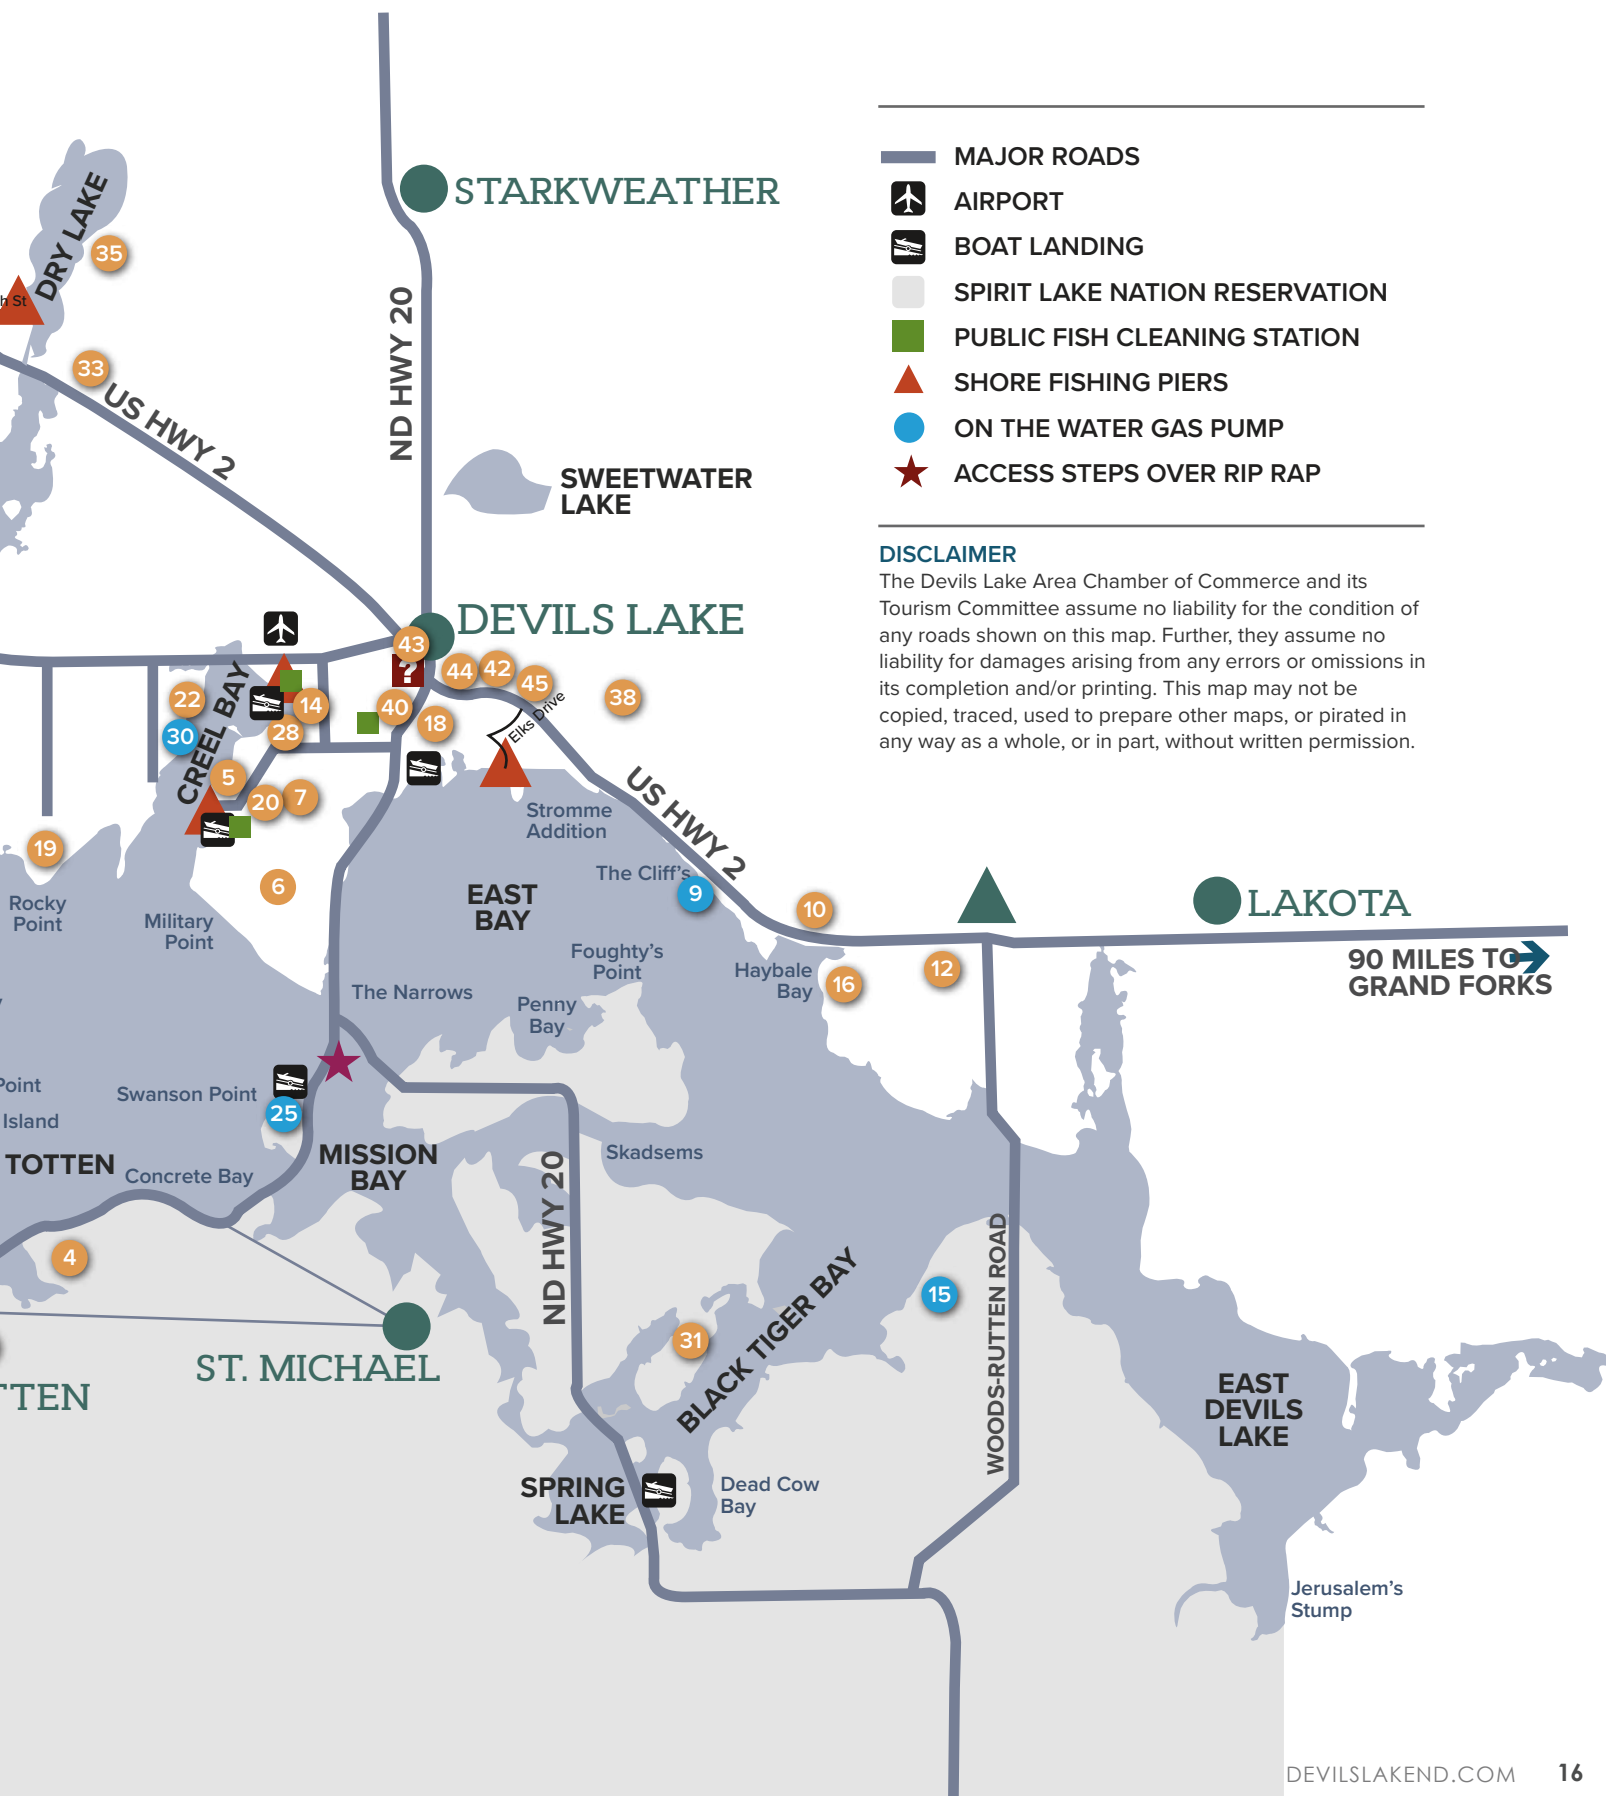 MAJOR ROADS
AIRPORT
BOAT LANDING
SPIRIT LAKE NATION RESERVATION
PUBLIC FISH CLEANING STATION
SHORE FISHING PIERS
ON THE WATER GAS PUMP
ACCESS STEPS OVER RIP RAP
DISCLAIMER
The Devils Lake Area Chamber of Commerce and its
Tourism Committee assume no liability for the condition of
any roads shown on this map. Further, they assume no
liability for damages arising from any errors or omissions in
its completion and/or printing. This map may not be
copied, traced, used to prepare other maps, or pirated in
any way as a whole, or in part, without written permission.
STARKWEATHER
DRY LAKE
35
h St
33
US HWY 2
ND HWY 20
SWEETWATER
LAKE
DEVILS LAKE
43
?
44
42
45
38
Elks Drive
40
18
22
14
28
30
CREEL BAY
5
20
7
19
6
Rocky
Point
Military
Point
Stromme
Addition
US HWY 2
The Cliff's
9
EAST
BAY
10
LAKOTA
90 MILES TO
GRAND FORKS
Foughty's
Point
Haybale
Bay
16
12
The Narrows
Penny
Bay
Point
Island
Swanson Point
25
TOTTEN
Concrete Bay
MISSION
BAY
Skadsems
ND HWY 20
4
ST. MICHAEL
TTEN
31
BLACK TIGER BAY
15
WOODS-RUTTEN ROAD
EAST
DEVILS
LAKE
SPRING
LAKE
Dead Cow
Bay
Jerusalem's
Stump
DEVILSLAKEND.COM 16